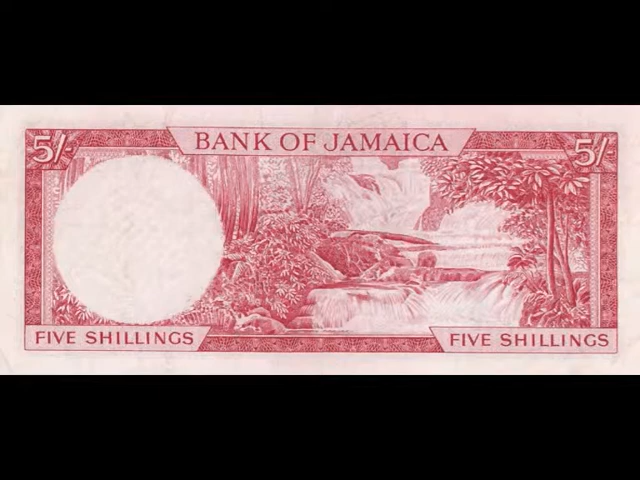 BANK OF JAMAICA
5/- 5/-
FIVE SHILLINGS FIVE SHILLINGS